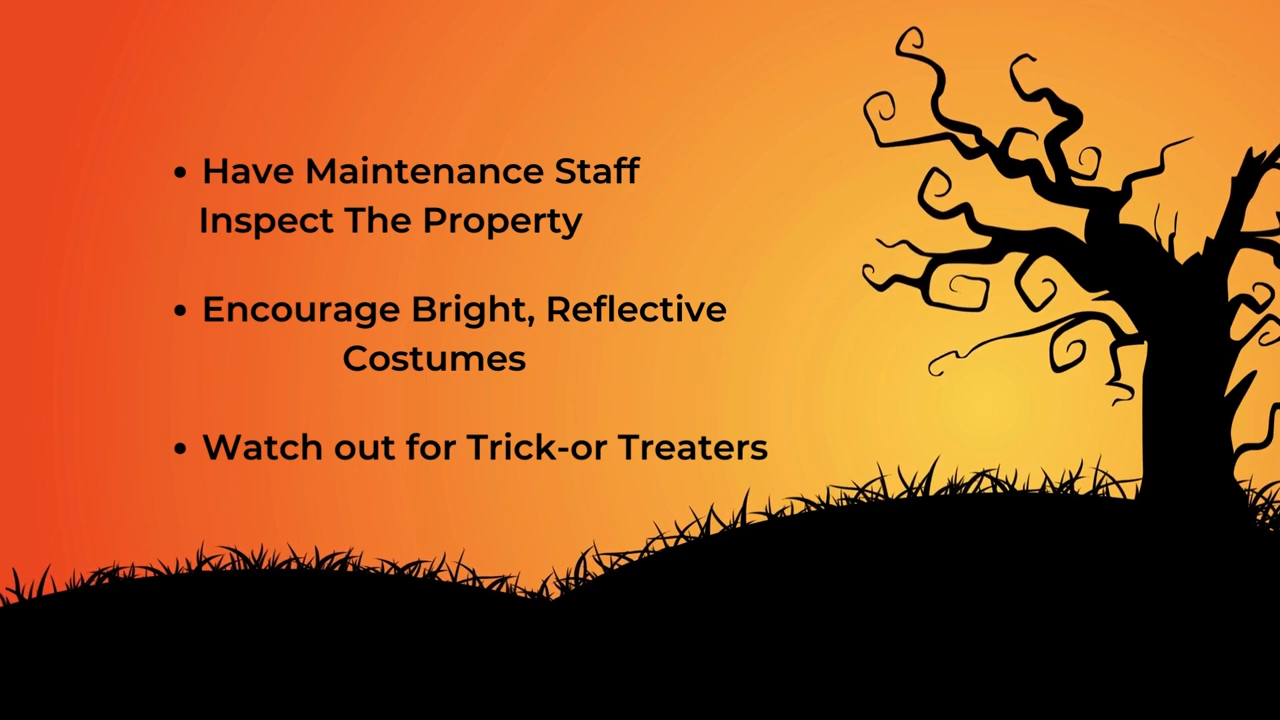 • Have Maintenance Staff
Inspect The Property
• Encourage Bright, Reflective
Costumes
• Watch out for Trick-or Treaters